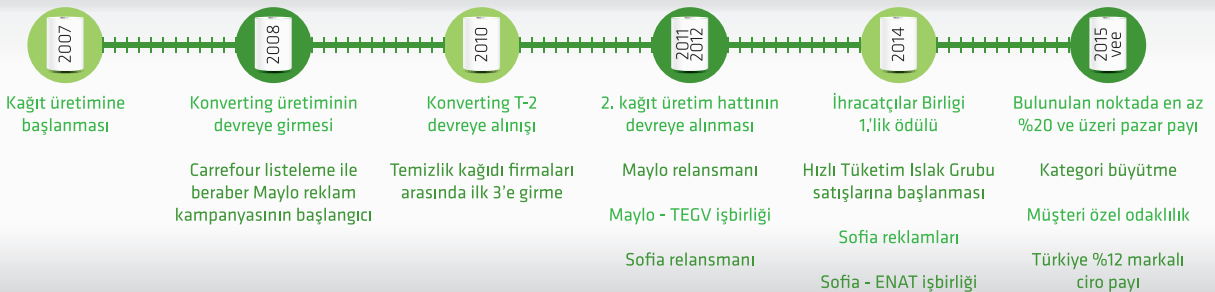 2007
Kağıt üretimine
başlanması
2008
Konverting üretiminin
devreye girmesi
Carrefour listeleme ile
beraber Maylo reklam
kampanyasının başlangıcı
2010
Konverting T-2
devreye alınışı
Temizlik kağıdı firmaları
arasında ilk 3'e girme
2011
2012
2. kağıt üretim hattının
devreye alınması
Maylo relansmanı
Maylo - TEGV işbirliği
Sofia relansmanı
2014
İhracatçılar Birligi
1.'lik ödülü
Hızlı Tüketim Islak Grubu
satışlarına başlanması
Sofia reklamları
Sofia - ENAT işbirliği
2015
vee
Bulunulan noktada en az
%20 ve üzeri pazar payı
Kategori büyütme
Müşteri özel odaklılık
Türkiye %12 markalı
ciro payı